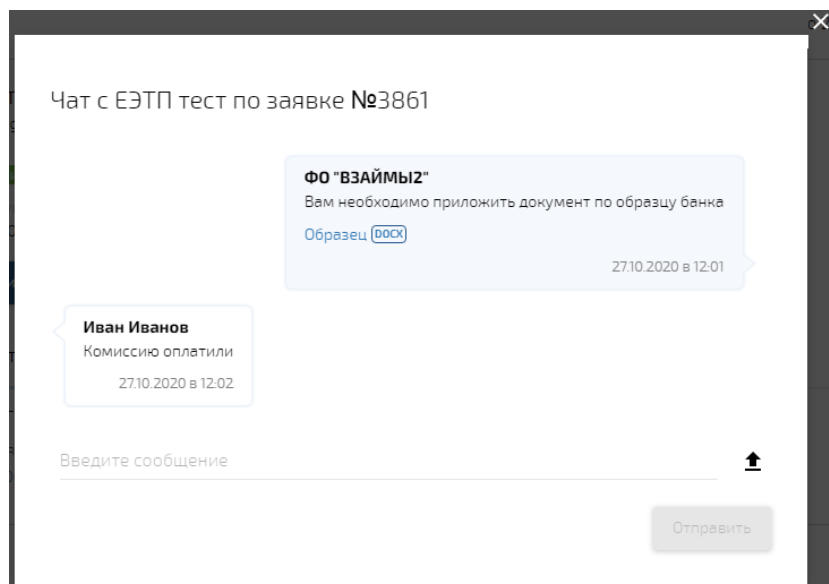 Чат с ЕЭТП тест по заявке №3861
ФО "ВЗАЙМЫ2"
Вам необходимо приложить документ по образцу банка
Образец DOCX
27.10.2020 в 12:01
Иван Иванов
Комиссию оплатили
27.10.2020 в 12:02
Введите сообщение
Отправить